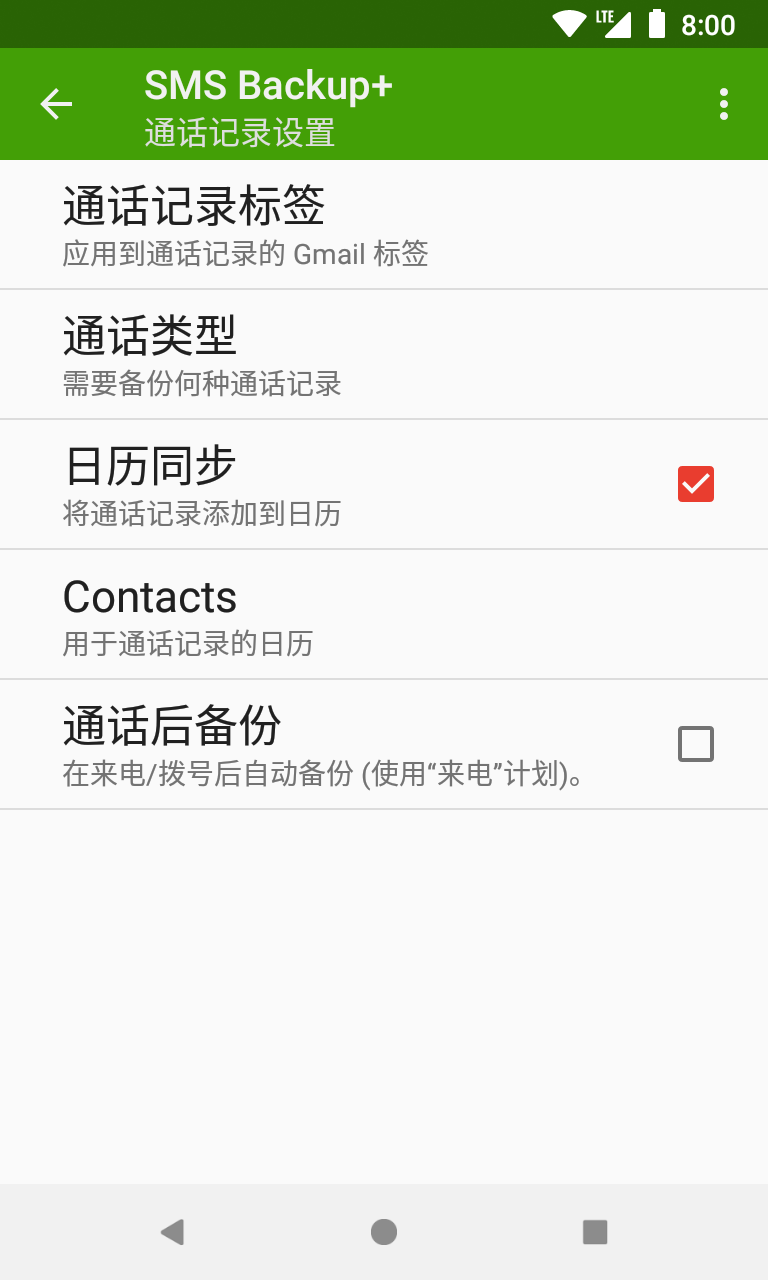 LTE 8:00
SMS Backup+
通话记录设置
通话记录标签
应用到通话记录的 Gmail 标签
通话类型
需要备份何种通话记录
日历同步
将通话记录添加到日历
Contacts
用于通话记录的日历
通话后备份
在来电/拨号后自动备份 (使用“来电”计划)。